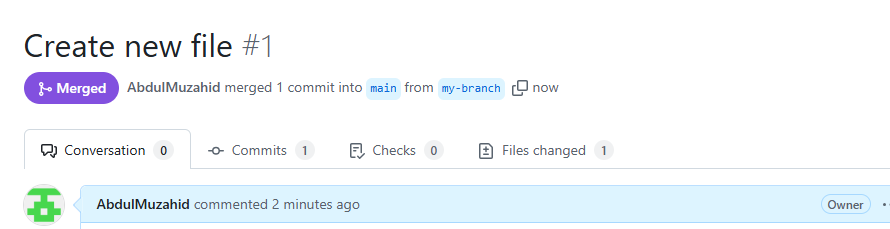 Create new file #1
Merged AbdulMuzahid merged 1 commit into main from my-branch now
Conversation 0 Commits 1 Checks 0 Files changed 1
AbdulMuzahid commented 2 minutes ago Owner